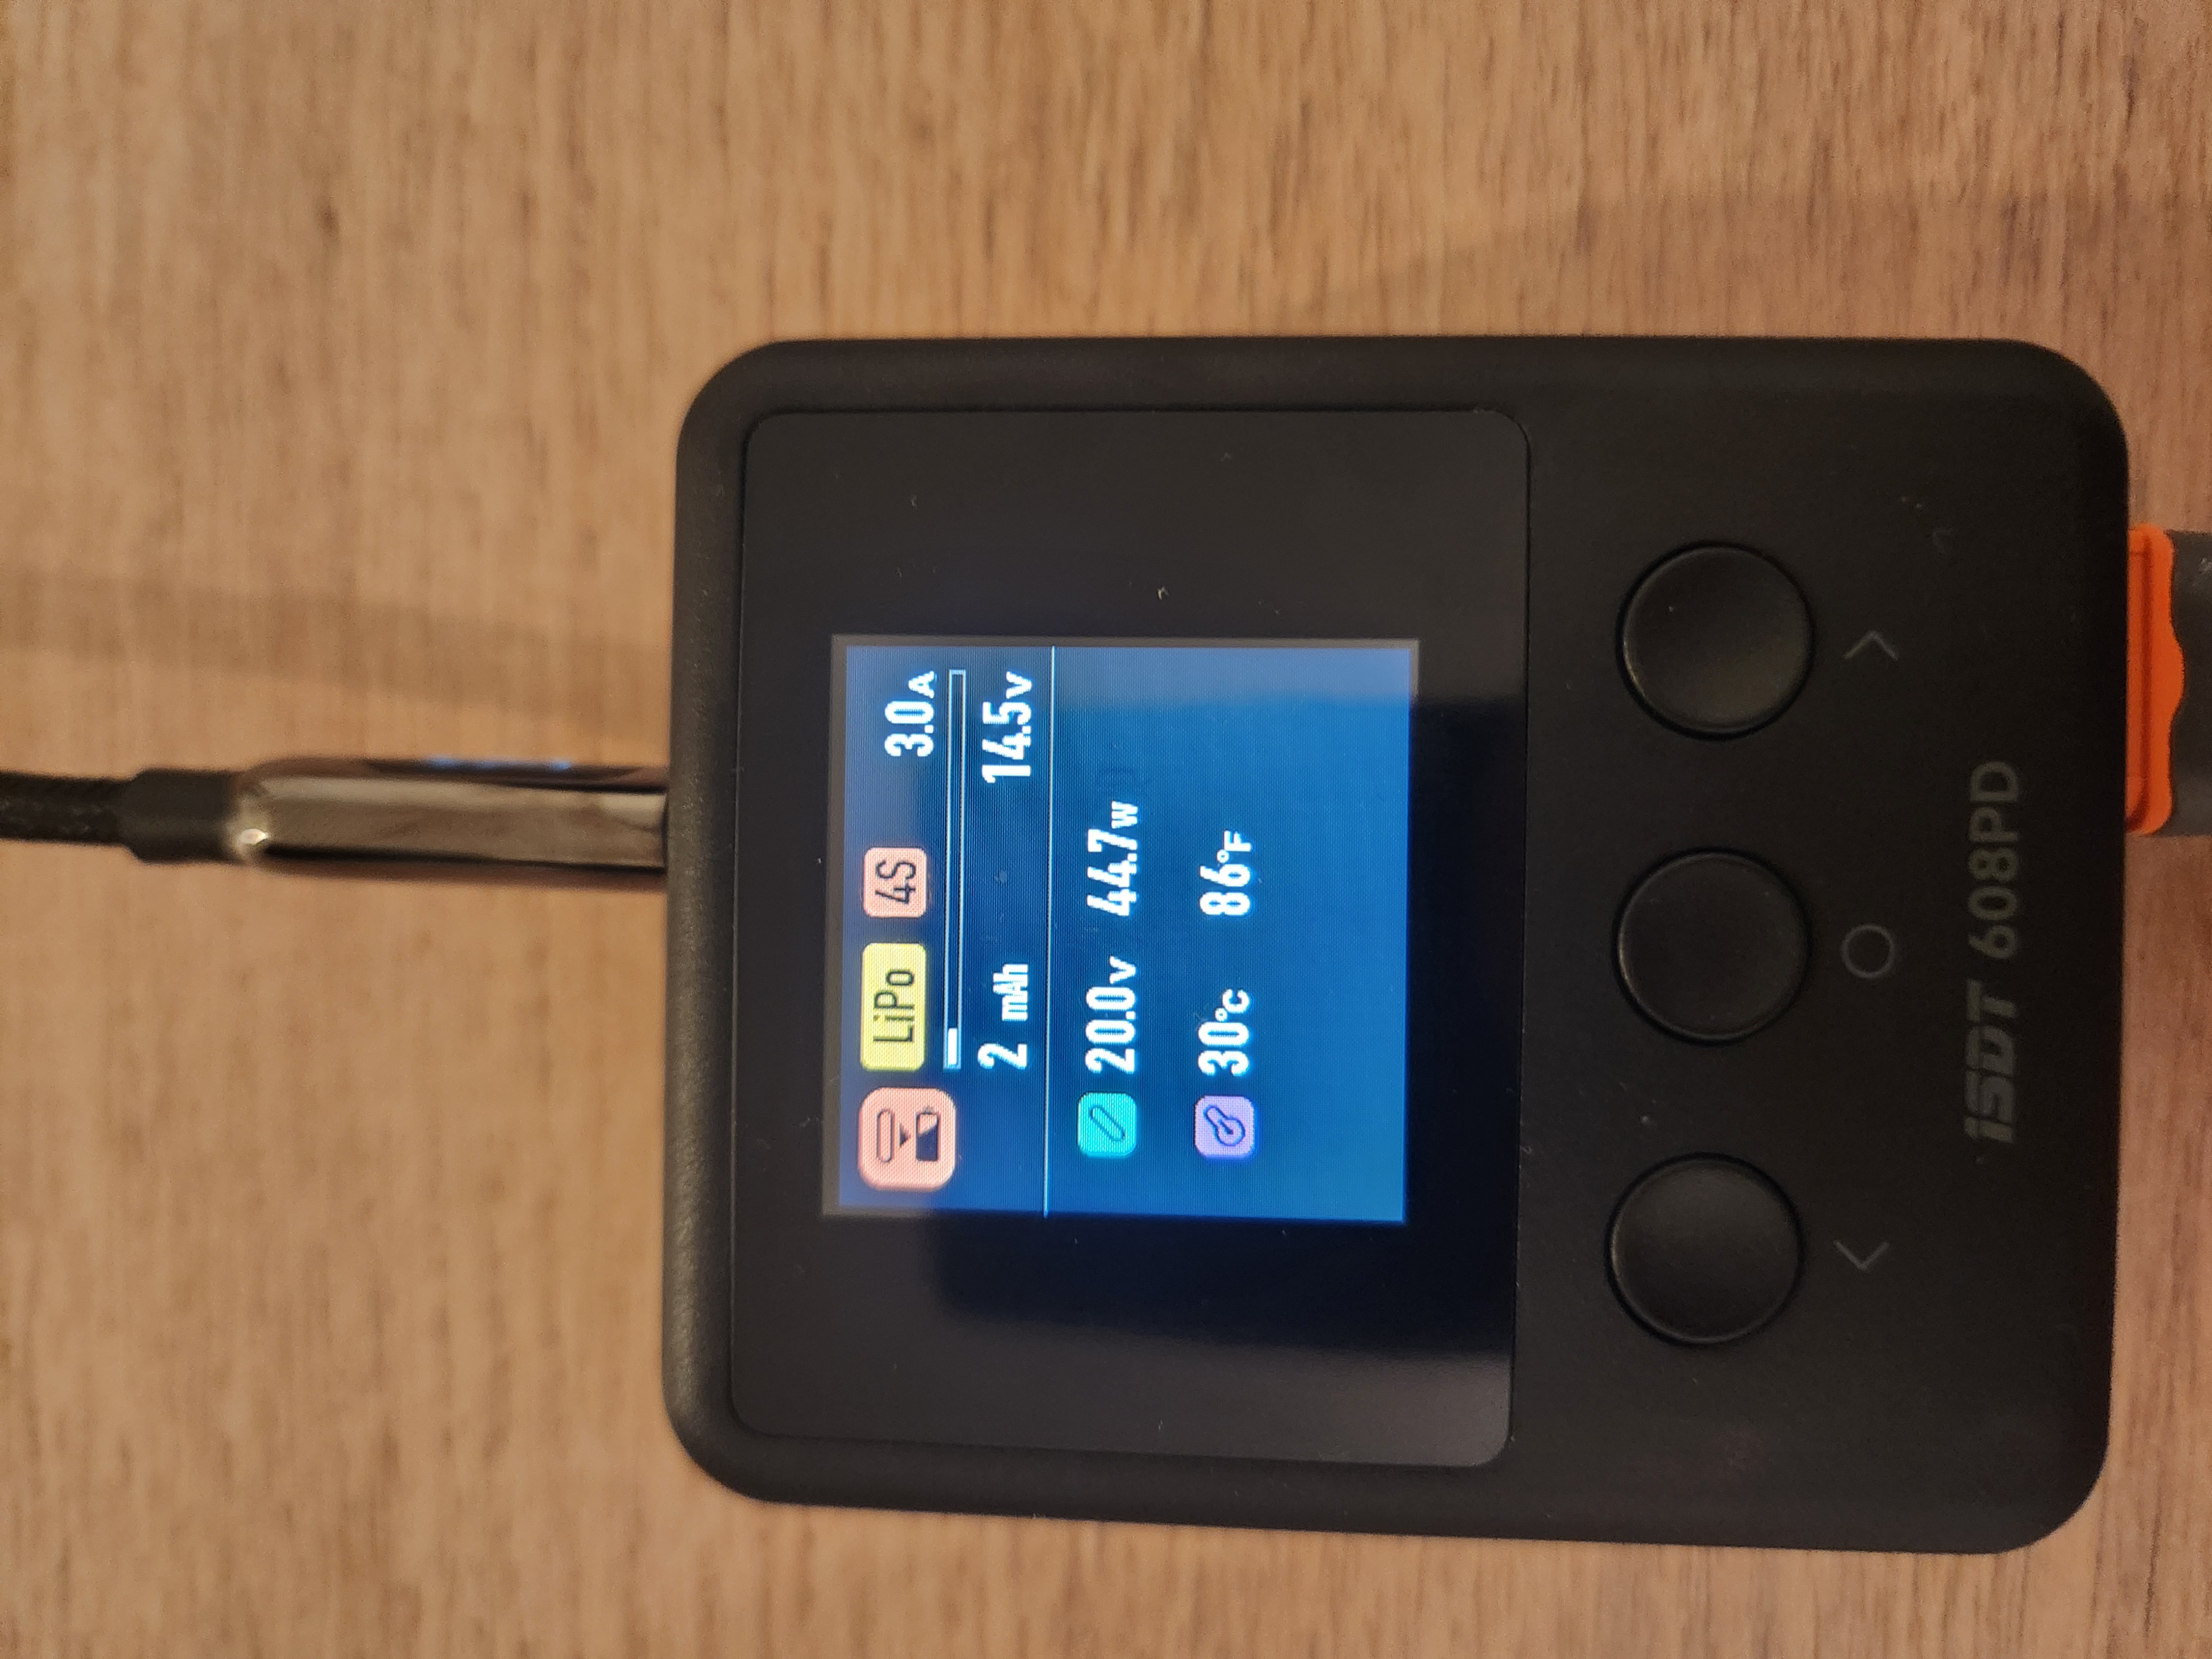 LiPo 4S 3.0A
2 mAh 14.5V
20.0V 44.7W
30°C 86°F
< ○ >
iSDT 608PD